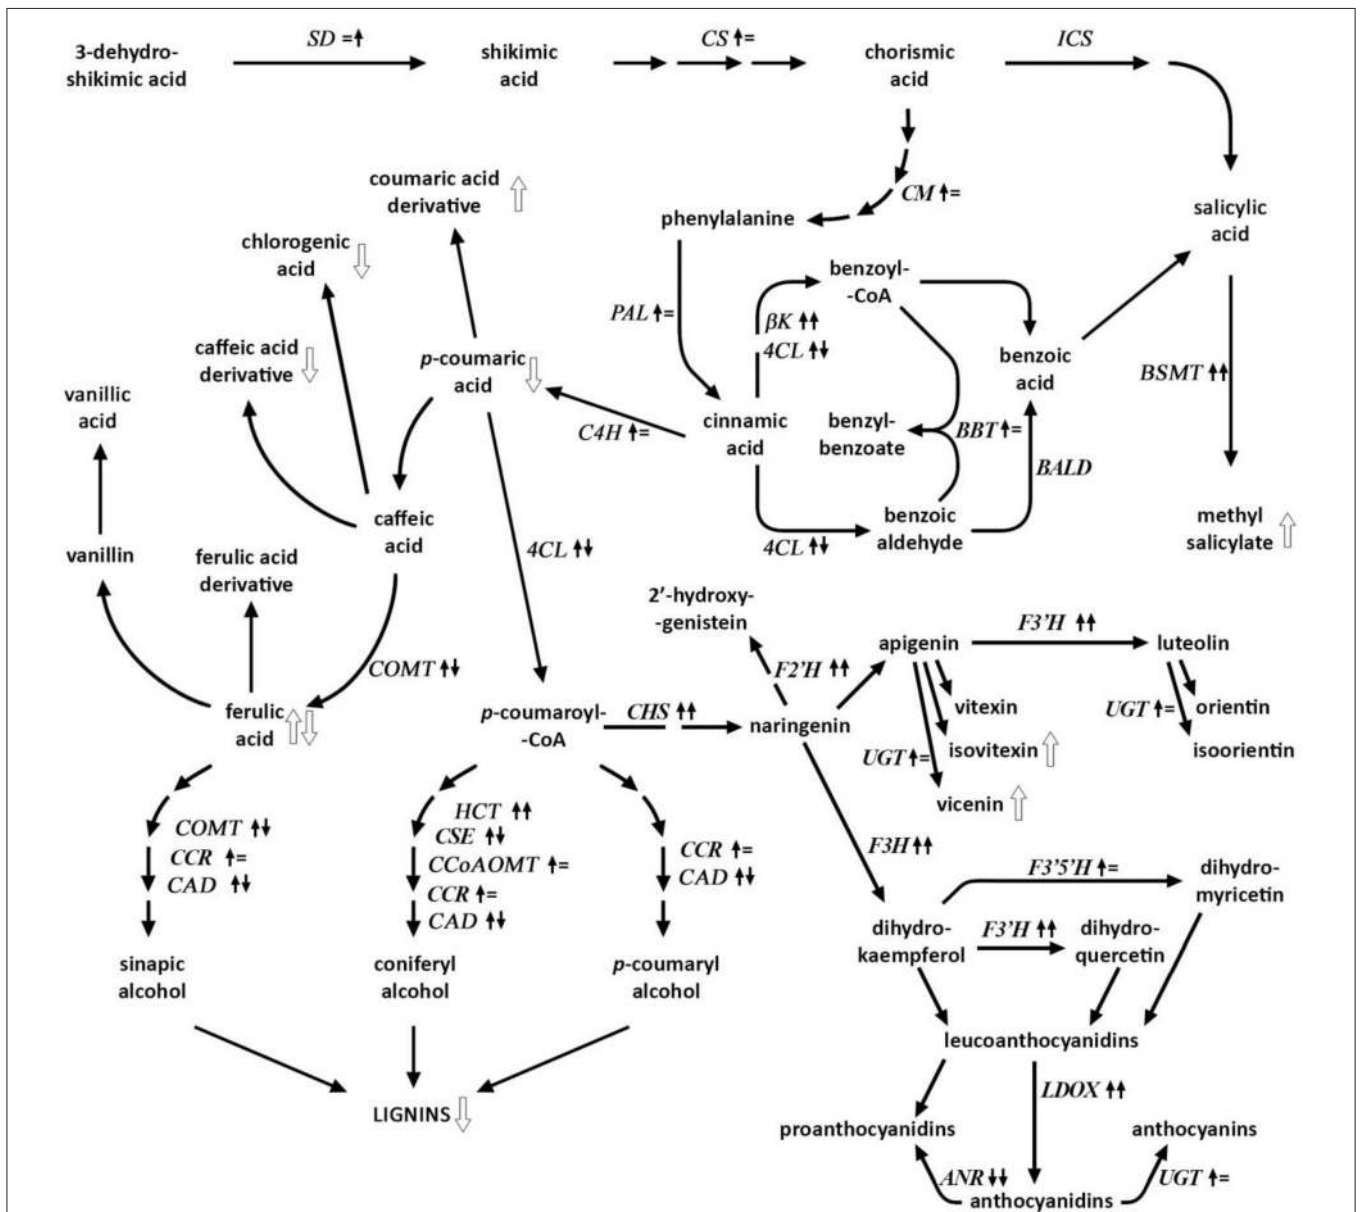 SD =↑
CS ↑=
ICS
3-dehydro-
shikimic acid
shikimic
acid
chorismic
acid
coumaric acid
derivative
CM ↑=
phenylalanine
salicylic
acid
chlorogenic
acid
benzoyl-
-CoA
PAL ↑=
βK ↑↑
4CL ↑↓
caffeic acid
derivative
p-coumaric
acid
benzoic
acid
BSMT ↑↑
vanillic
acid
C4H ↑=
cinnamic
acid
benzyl-
benzoate
BBT ↑=
BALD
caffeic
acid
benzoic
aldehyde
methyl
salicylate
vanillin
ferulic acid
derivative
4CL ↑↓
4CL ↑↓
2′-hydroxy-
-genistein
F3’H ↑↑
apigenin
luteolin
COMT ↑↓
F2’H ↑↑
ferulic
acid
p-coumaroyl-
-CoA
CHS ↑↑
naringenin
vitexin
UGT ↑=
orientin
UGT ↑=
isovitexin
isoorientin
vicenin
COMT ↑↓
CCR ↑=
CAD ↑↓
HCT ↑↑
CSE ↑↓
CCoAOMT ↑=
CCR ↑=
CAD ↑↓
CCR ↑=
CAD ↑↓
F3H ↑↑
F3’5’H ↑=
dihydro-
myricetin
dihydro-
kaempferol
F3’H ↑↑
dihydro-
quercetin
sinapic
alcohol
coniferyl
alcohol
p-coumaryl
alcohol
leucoanthocyanidins
LDOX ↑↑
LIGNINS
proanthocyanidins
anthocyanins
ANR ↓↓
UGT ↑=
anthocyanidins